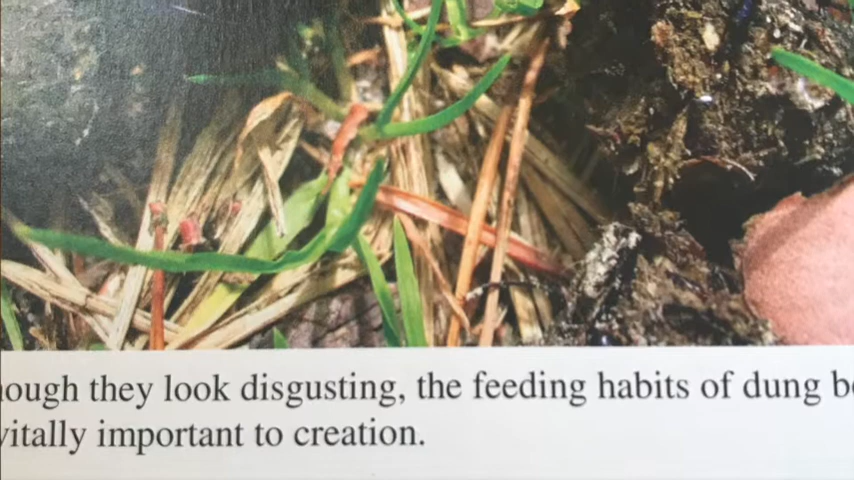 ough they look disgusting, the feeding habits of dung b
vitally important to creation.